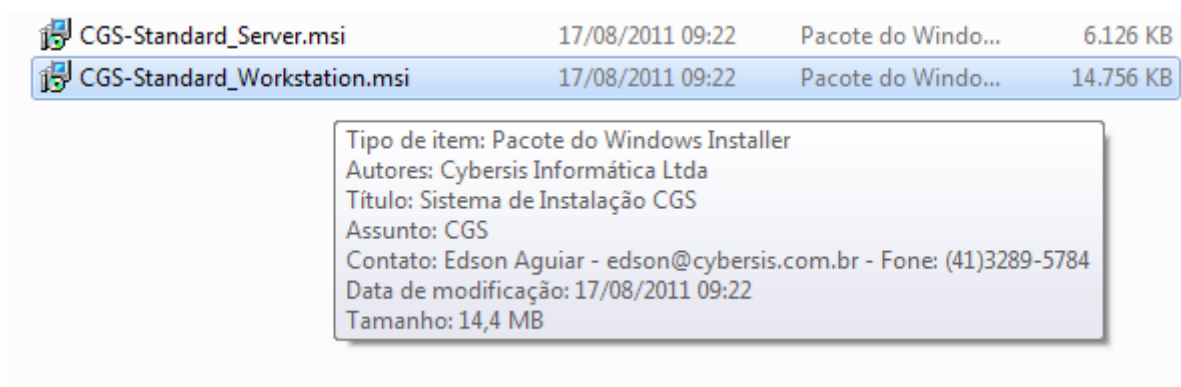 CGS-Standard_Server.msi 17/08/2011 09:22 Pacote do Windo... 6.126 KB
CGS-Standard_Workstation.msi 17/08/2011 09:22 Pacote do Windo... 14.756 KB
Tipo de item: Pacote do Windows Installer
Autores: Cybersis Informática Ltda
Título: Sistema de Instalação CGS
Assunto: CGS
Contato: Edson Aguiar - edson@cybersis.com.br - Fone: (41)3289-5784
Data de modificação: 17/08/2011 09:22
Tamanho: 14,4 MB